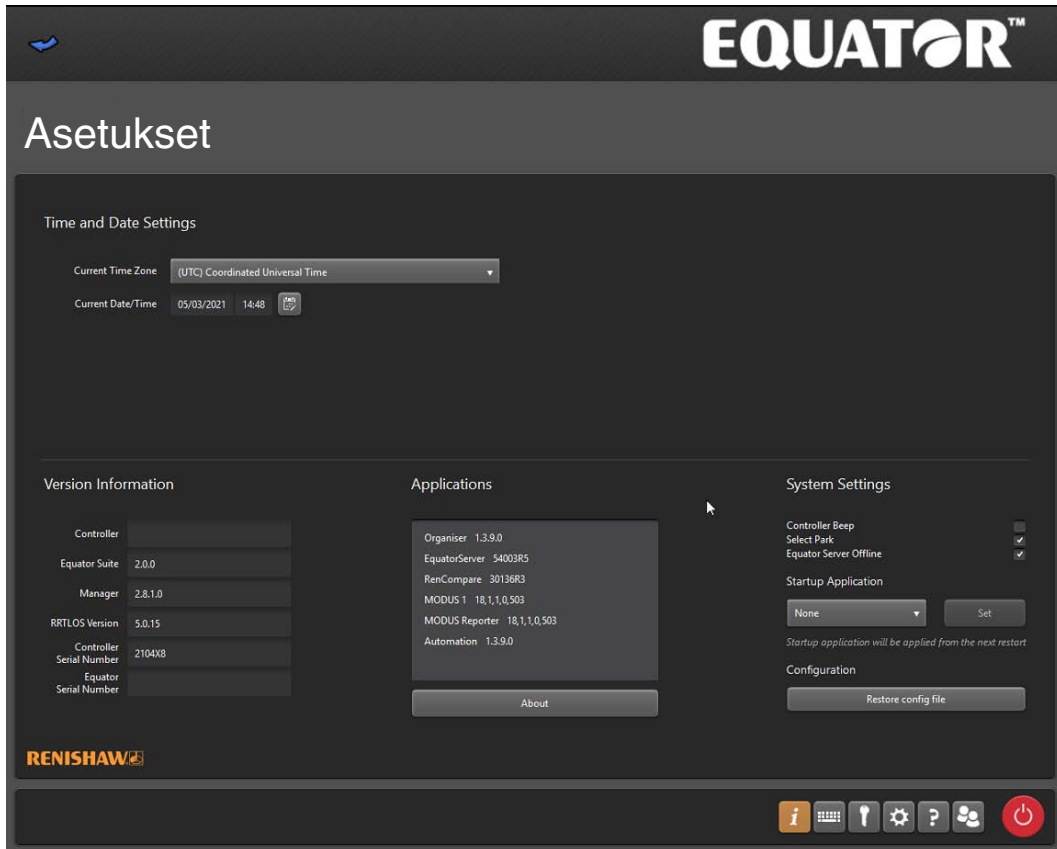 EQUATOR™
Asetukset
Time and Date Settings
Current Time Zone (UTC) Coordinated Universal Time
Current Date/Time 05/03/2021 14:48
Version Information
Controller
Equator Suite 2.0.0
Manager 2.8.1.0
RRTLOS Version 5.0.15
Controller
Serial Number 2104X8
Equator
Serial Number
Applications
Organiser 1.3.9.0
EquatorServer 54003R5
RenCompare 30136R3
MODUS 1 18,1,1,0,503
MODUS Reporter 18,1,1,0,503
Automation 1.3.9.0
About
System Settings
Controller Beep
Select Park
Equator Server Offline
Startup Application
None Set
Startup application will be applied from the next restart
Configuration
Restore config file
RENISHAW